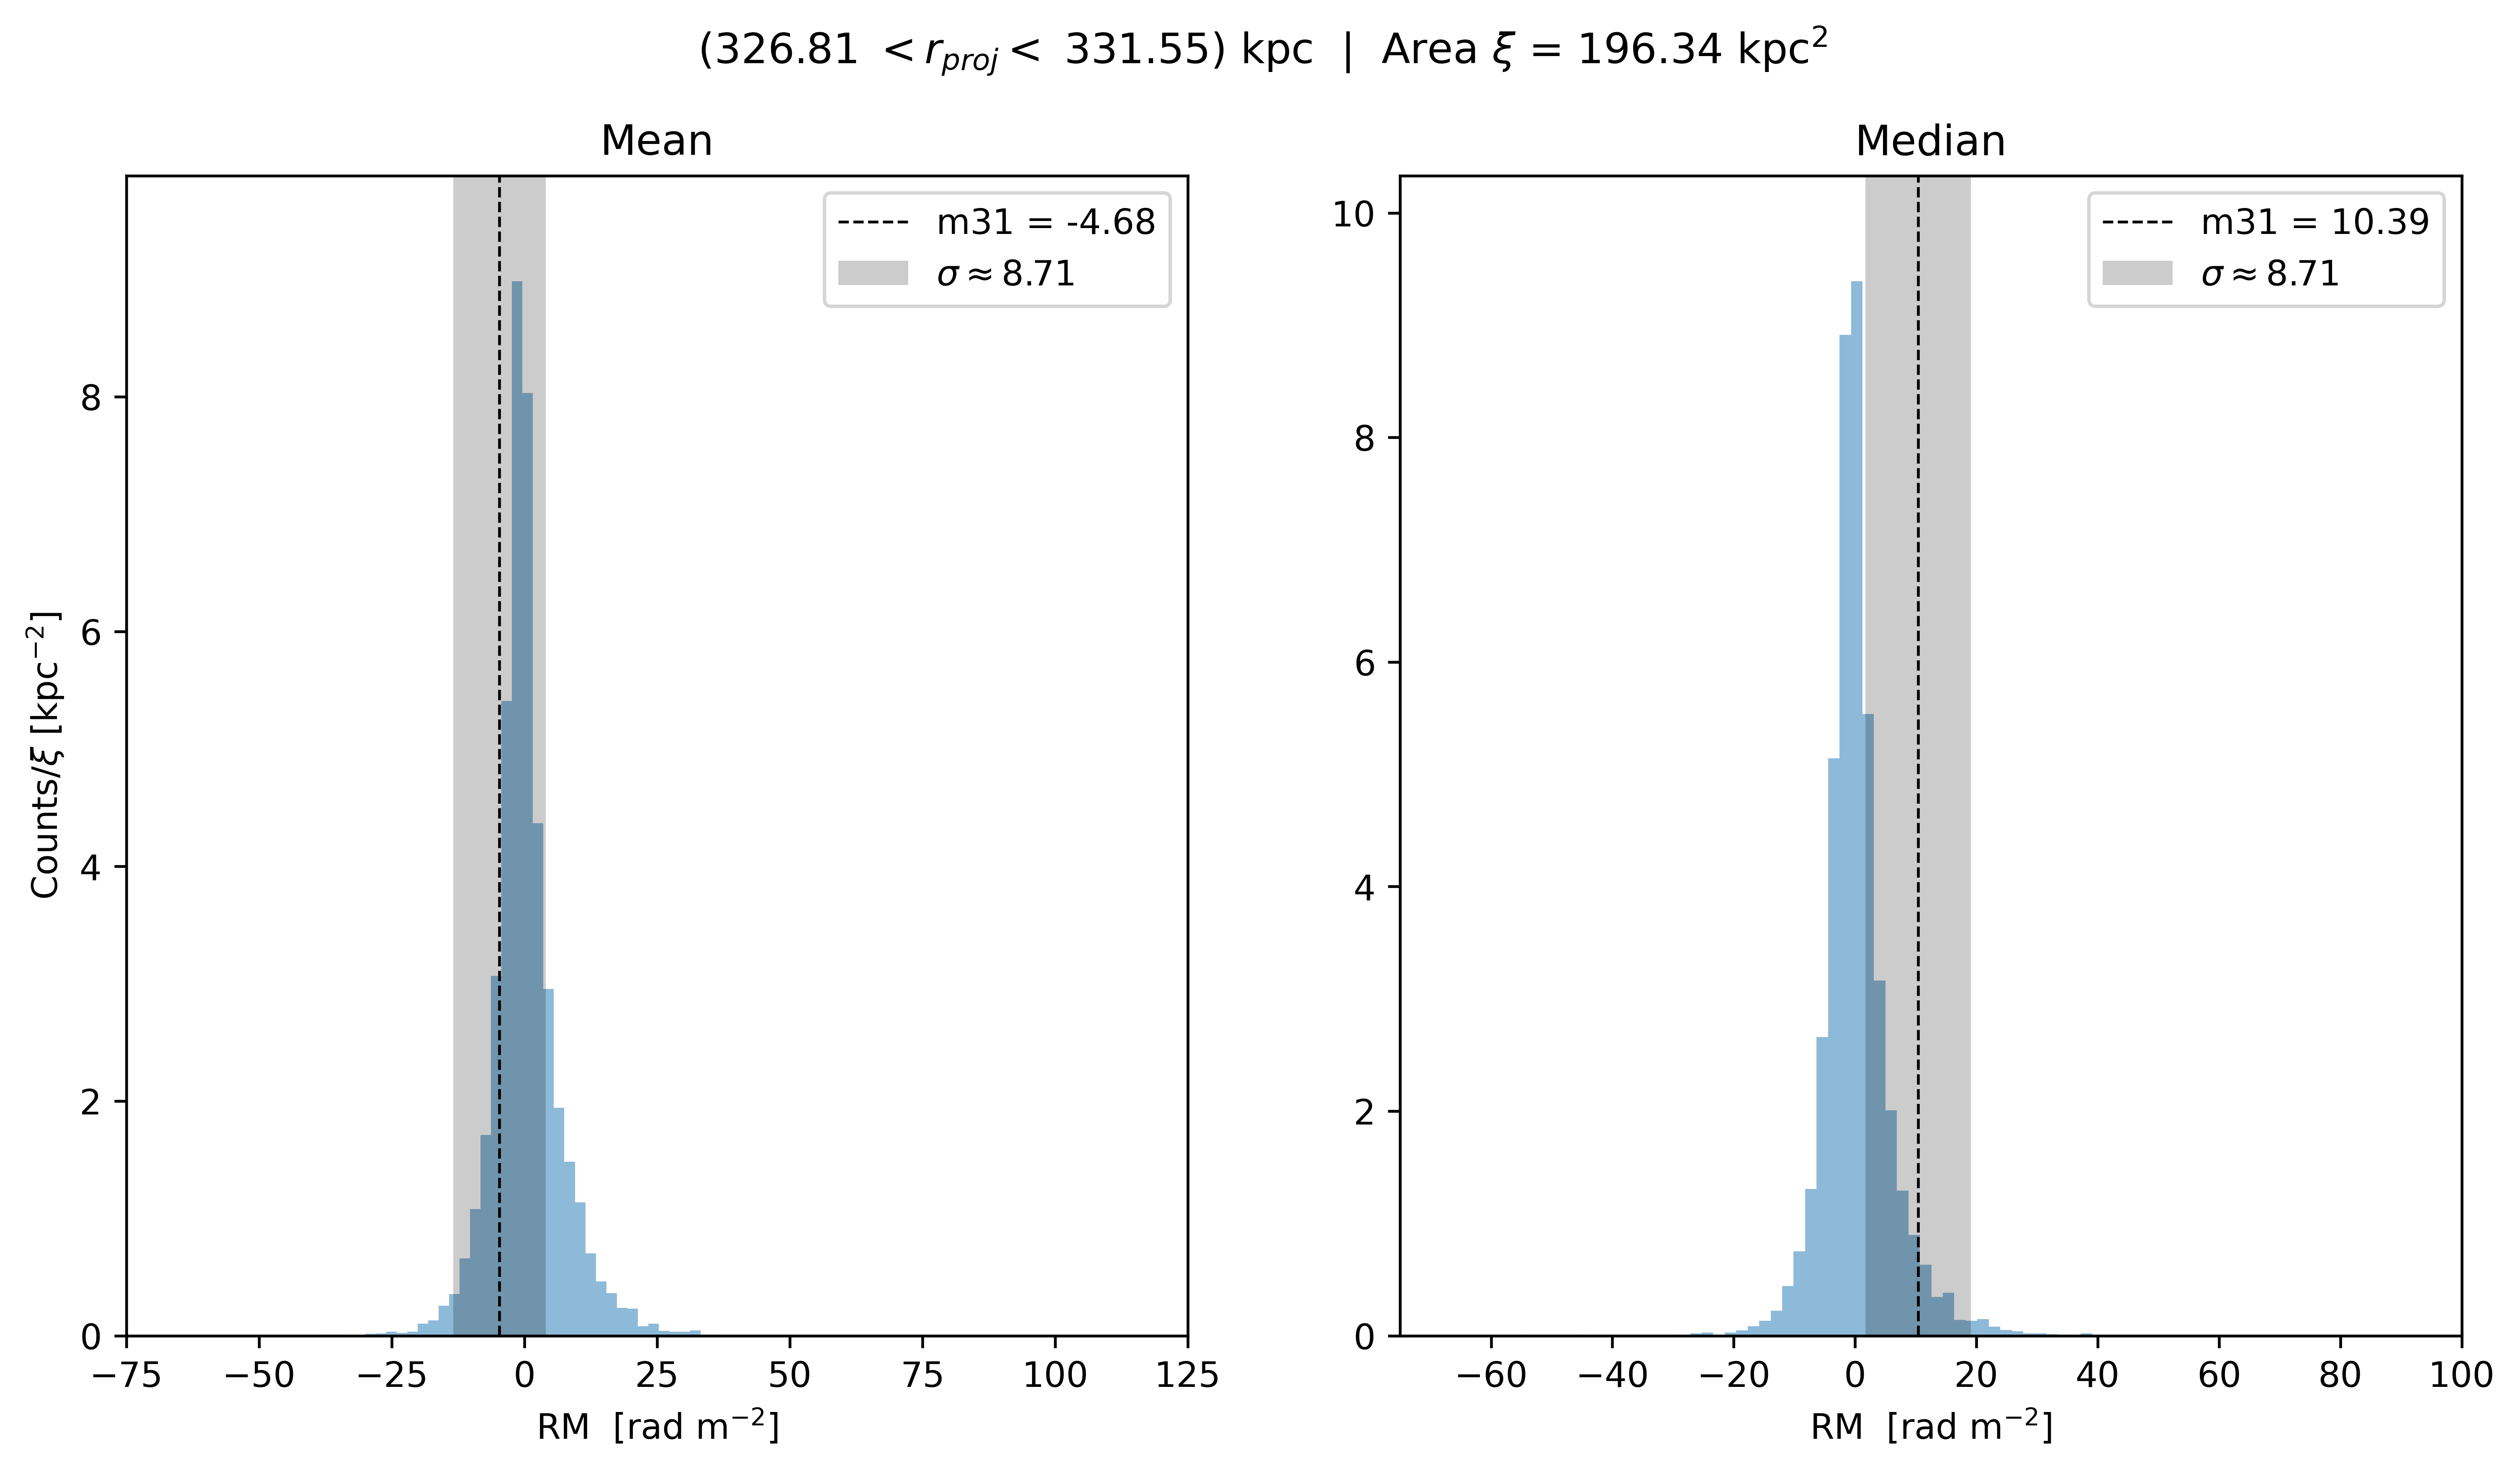 (326.81 < r_proj < 331.55) kpc | Area ξ = 196.34 kpc²
Mean
m31 = -4.68
σ ≈ 8.71
Counts/ξ [kpc⁻²]
8
6
4
2
0
−75 −50 −25 0 25 50 75 100 125
RM [rad m⁻²]
Median
m31 = 10.39
σ ≈ 8.71
10
8
6
4
2
0
−60 −40 −20 0 20 40 60 80 100
RM [rad m⁻²]